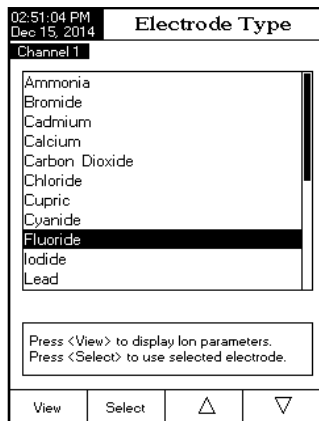 02:51:04 PM
Dec 15, 2014
Electrode Type
Channel 1
Ammonia
Bromide
Cadmium
Calcium
Carbon Dioxide
Chloride
Cupric
Cyanide
Fluoride
Iodide
Lead
Press <View> to display Ion parameters.
Press <Select> to use selected electrode.
View Select